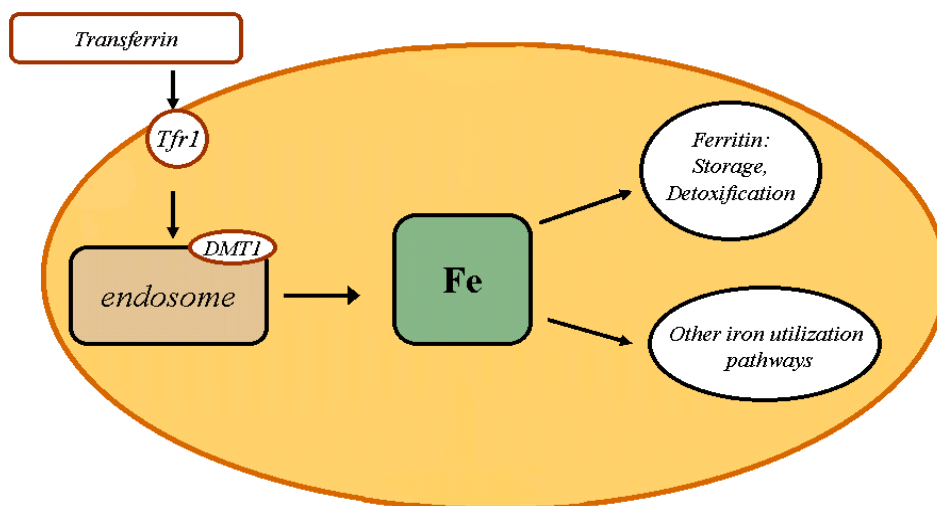 Transferrin
Tfr1
DMT1
endosome
Fe
Ferritin:
Storage,
Detoxification
Other iron utilization
pathways